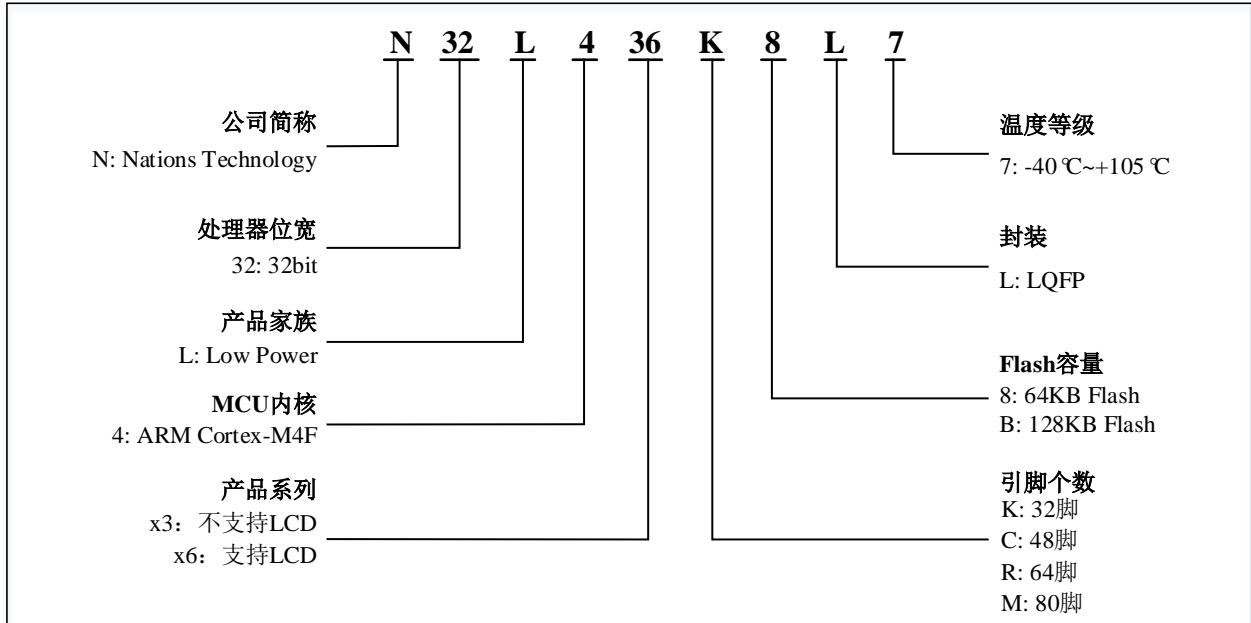 N 32 L 4 36 K 8 L 7
公司简称
N: Nations Technology
处理器位宽
32: 32bit
产品家族
L: Low Power
MCU内核
4: ARM Cortex-M4F
产品系列
x3：不支持LCD
x6：支持LCD
温度等级
7: -40℃~+105℃
封装
L: LQFP
Flash容量
8: 64KB Flash
B: 128KB Flash
引脚个数
K: 32脚
C: 48脚
R: 64脚
M: 80脚